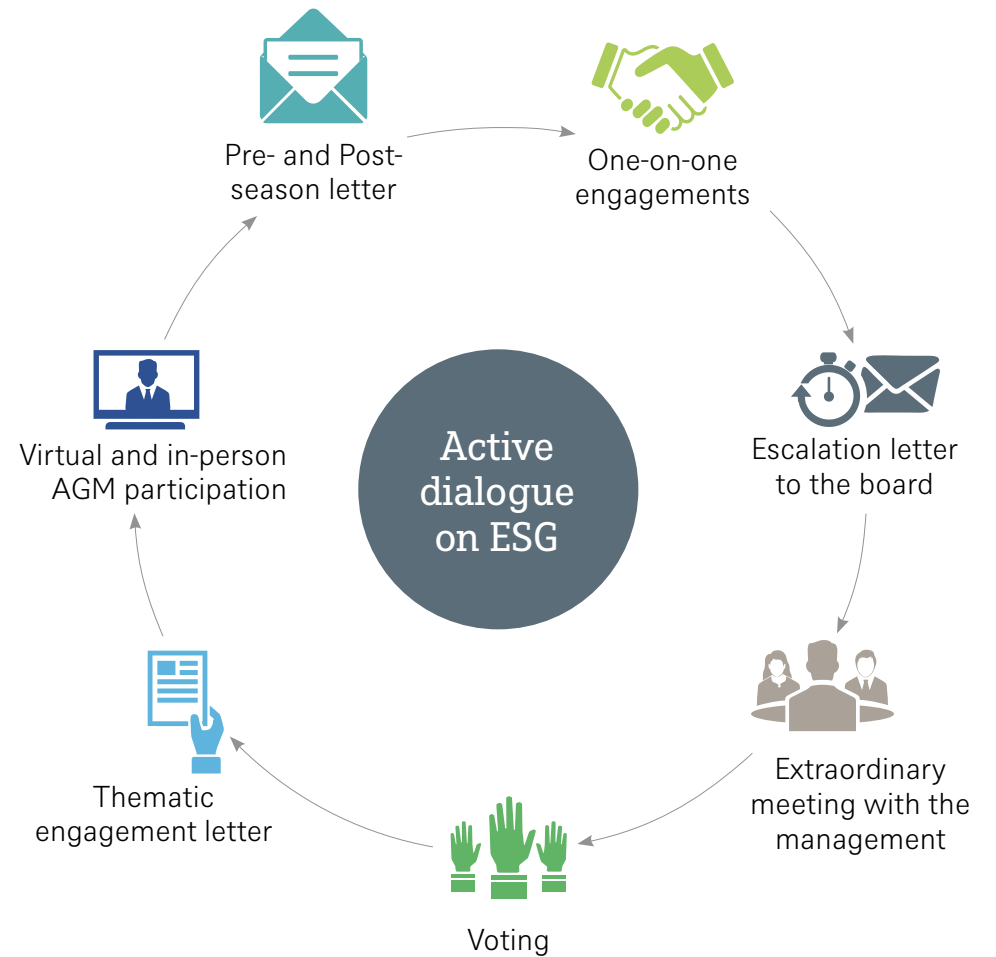 Pre- and Post-
season letter
One-on-one
engagements
Escalation letter
to the board
Extraordinary
meeting with the
management
Voting
Thematic
engagement letter
Virtual and in-person
AGM participation
Active
dialogue
on ESG